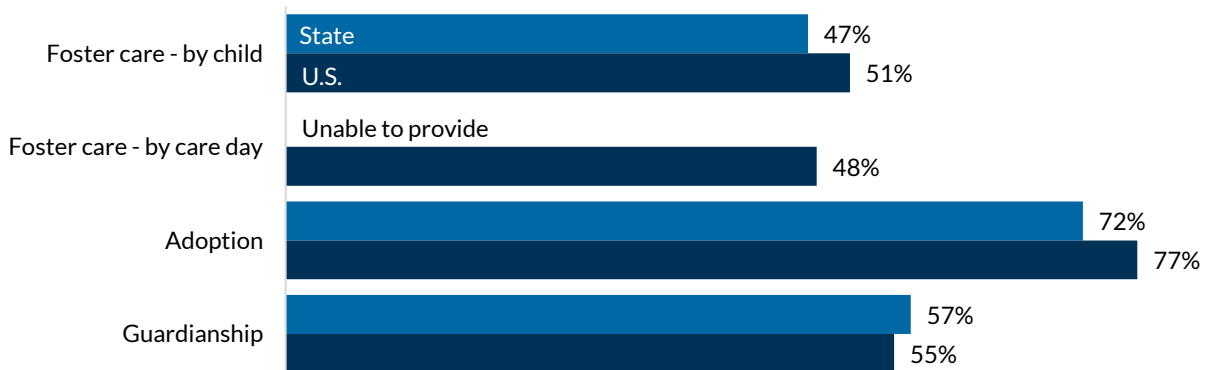 Foster care - by child
State
47%
U.S.
51%
Foster care - by care day
Unable to provide
48%
Adoption
72%
77%
Guardianship
57%
55%